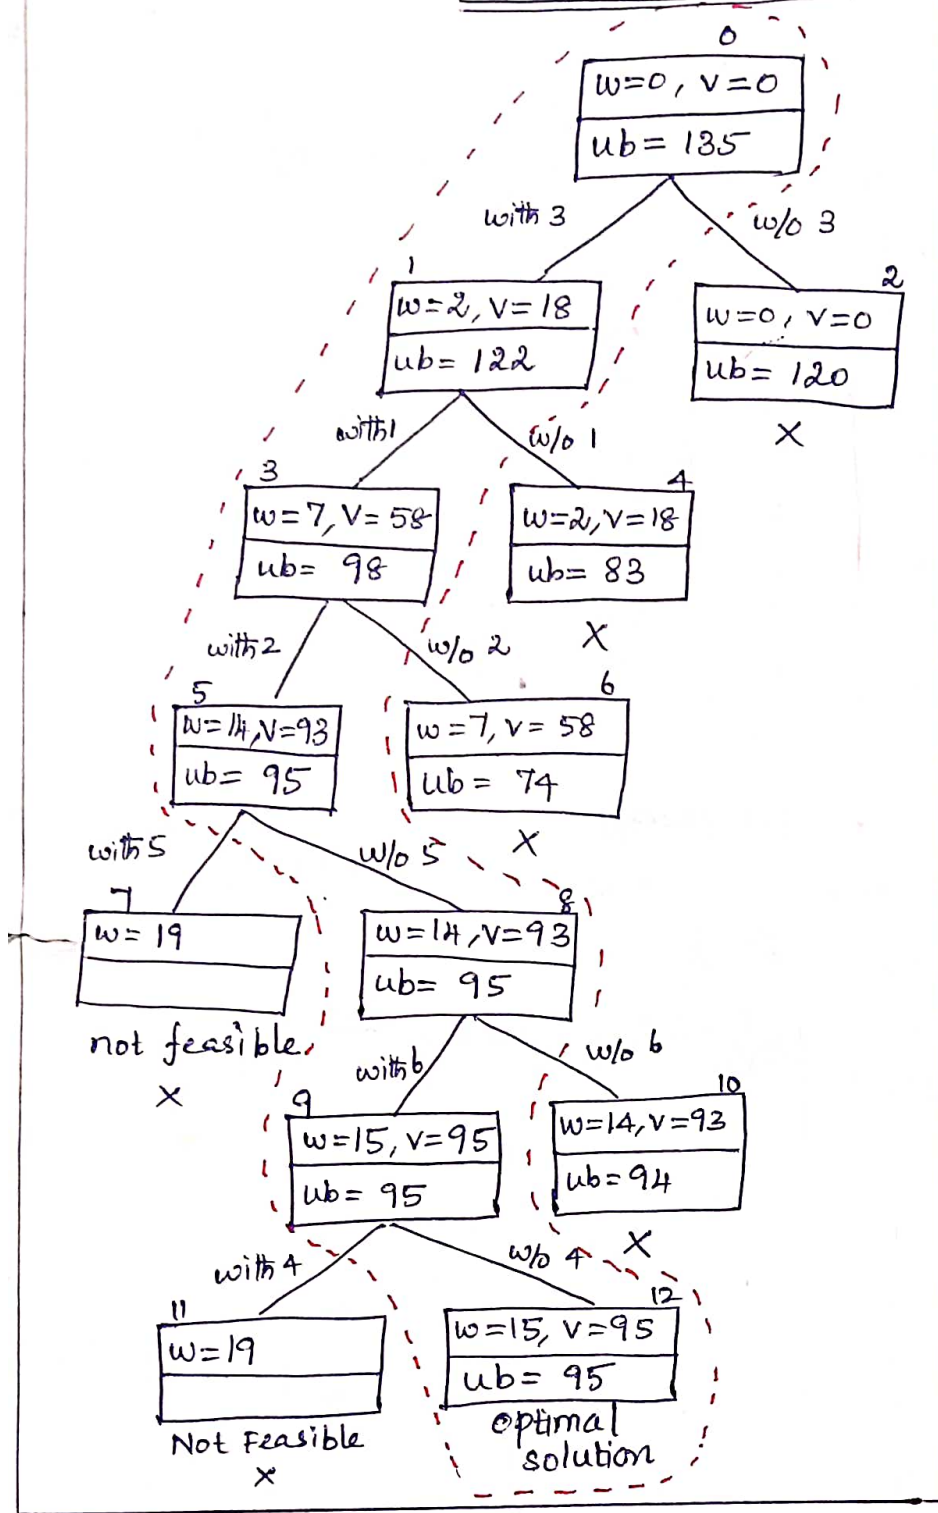 0
w=0, v=0
ub= 135
with 3
w/o 3
1
w=2, v=18
ub= 122
2
w=0, v=0
ub= 120
X
with 1
w/o 1
3
w=7, v=58
ub= 98
4
w=2, v=18
ub= 83
X
with 2
w/o 2
5
w=14, v=93
ub= 95
6
w=7, v=58
ub= 74
X
with 5
w/o 5
7
w=19
not feasible
X
8
w=14, v=93
ub= 95
with 6
w/o 6
9
w=15, v=95
ub= 95
10
w=14, v=93
ub=94
X
with 4
w/o 4
11
w=19
Not Feasible
X
12
w=15, v=95
ub= 95
optimal
solution